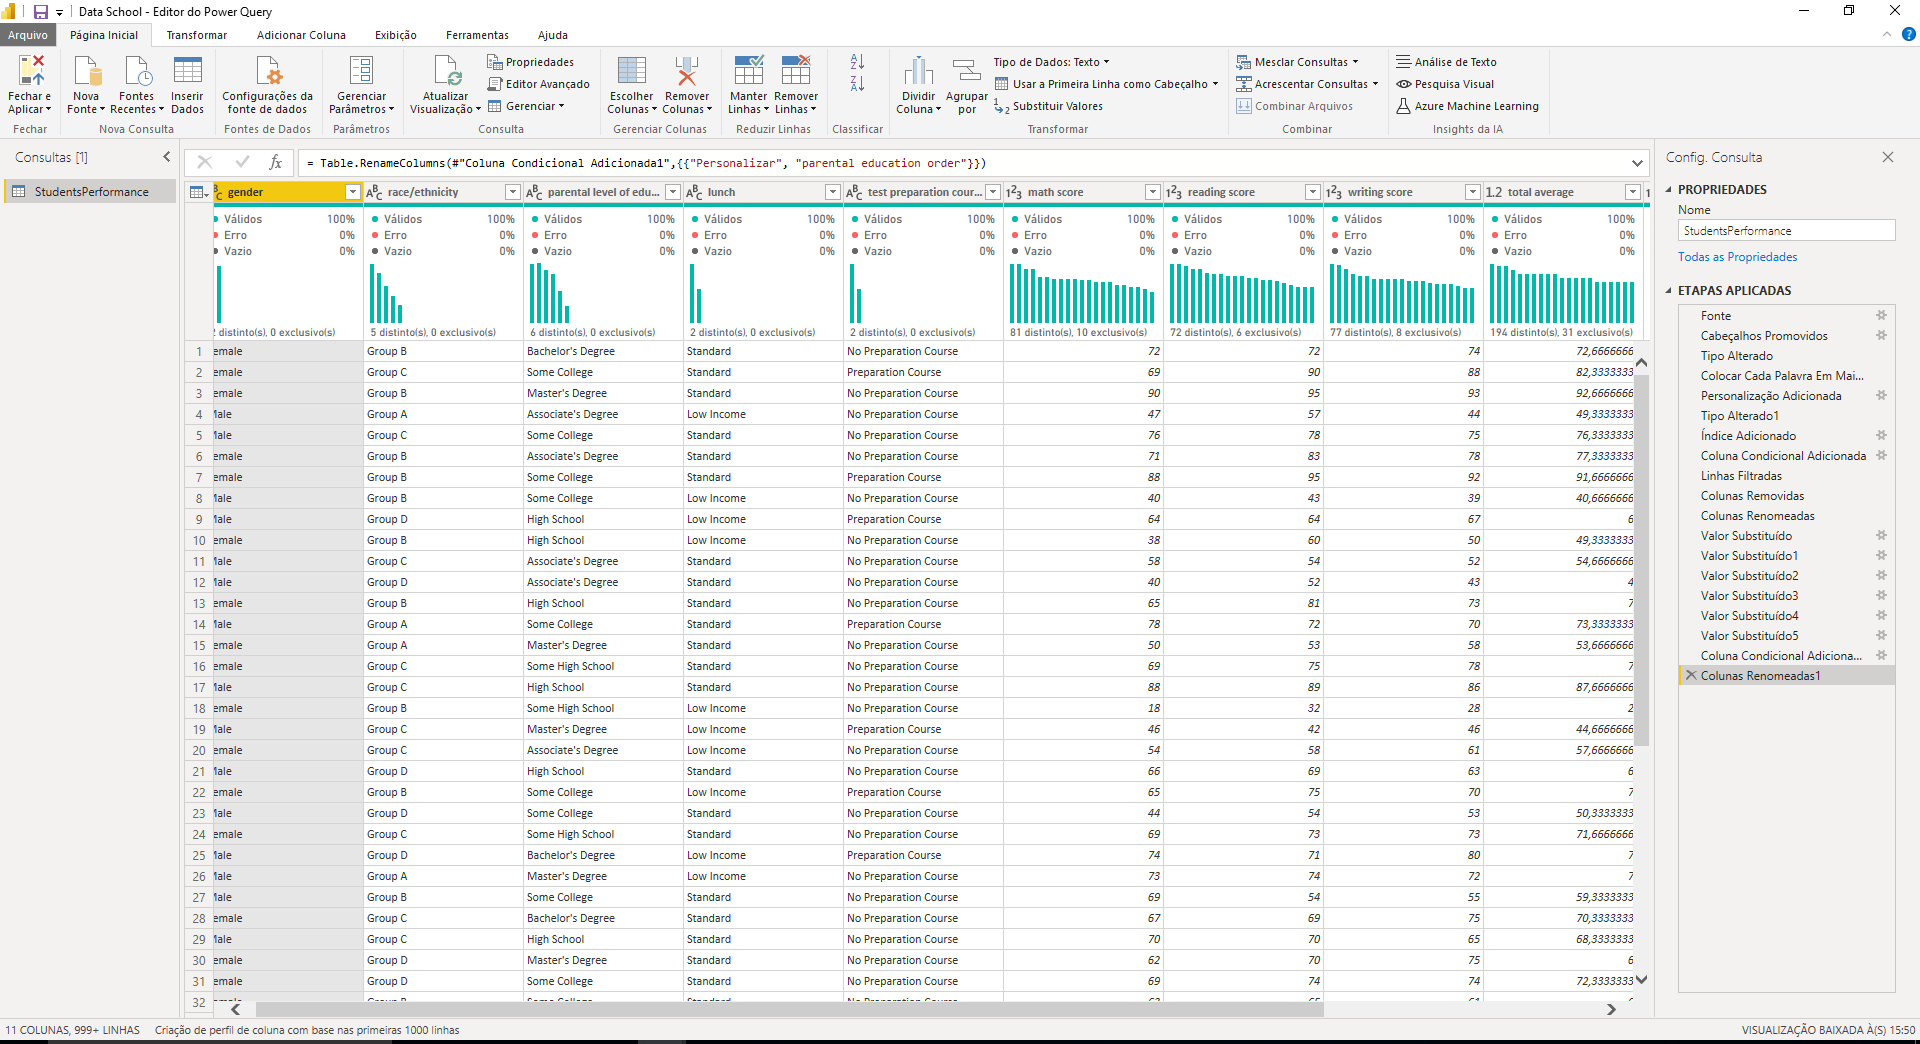 Data School - Editor do Power Query
Arquivo Página Inicial Transformar Adicionar Coluna Exibição Ferramentas Ajuda
Fechar e Aplicar
Fechar
Nova Fonte
Fontes Recentes
Inserir Dados
Nova Consulta
Configurações da fonte de dados
Fontes de Dados
Gerenciar Parâmetros
Parâmetros
Atualizar Visualização
Propriedades
Editor Avançado
Gerenciar
Consulta
Escolher Colunas
Remover Colunas
Gerenciar Colunas
Manter Linhas
Remover Linhas
Reduzir Linhas
Classificar
Dividir Coluna
Agrupar por
Tipo de Dados: Texto
Usar a Primeira Linha como Cabeçalho
Substituir Valores
Transformar
Mesclar Consultas
Acrescentar Consultas
Combinar Arquivos
Combinar
Análise de Texto
Pesquisa Visual
Azure Machine Learning
Insights da IA
Consultas [1]
StudentsPerformance
fx = Table.RenameColumns(#"Coluna Condicional Adicionada1",{{"Personalizar", "parental education order"}})
gender race/ethnicity parental level of edu... lunch test preparation cour... math score reading score writing score 1.2 total average
Válidos 100% Válidos 100% Válidos 100% Válidos 100% Válidos 100% Válidos 100% Válidos 100% Válidos 100% Válidos 100%
Erro 0% Erro 0% Erro 0% Erro 0% Erro 0% Erro 0% Erro 0% Erro 0% Erro 0%
Vazio 0% Vazio 0% Vazio 0% Vazio 0% Vazio 0% Vazio 0% Vazio 0% Vazio 0% Vazio 0%
2 distinto(s), 0 exclusivo(s) 5 distinto(s), 0 exclusivo(s) 6 distinto(s), 0 exclusivo(s) 2 distinto(s), 0 exclusivo(s) 2 distinto(s), 0 exclusivo(s) 81 distinto(s), 10 exclusivo(s) 72 distinto(s), 6 exclusivo(s) 77 distinto(s), 8 exclusivo(s) 194 distinto(s), 31 exclusivo(s)
1 emale Group B Bachelor's Degree Standard No Preparation Course 72 72 74 72,6666666
2 emale Group C Some College Standard Preparation Course 69 90 88 82,3333333
3 emale Group B Master's Degree Standard No Preparation Course 90 95 93 92,6666666
4 Male Group A Associate's Degree Low Income No Preparation Course 47 57 44 49,3333333
5 Male Group C Some College Standard No Preparation Course 76 78 75 76,3333333
6 emale Group B Associate's Degree Standard No Preparation Course 71 83 78 77,3333333
7 emale Group B Some College Standard Preparation Course 88 95 92 91,6666666
8 Male Group B Some College Low Income No Preparation Course 40 43 39 40,6666666
9 Male Group D High School Low Income Preparation Course 64 64 67 6
10 emale Group B High School Low Income No Preparation Course 38 60 50 49,3333333
11 Male Group C Associate's Degree Standard No Preparation Course 58 54 52 54,6666666
12 Male Group D Associate's Degree Standard No Preparation Course 40 52 43 4
13 emale Group B High School Standard No Preparation Course 65 81 73 7
14 Male Group A Some College Standard Preparation Course 78 72 70 73,3333333
15 emale Group A Master's Degree Standard No Preparation Course 50 53 58 53,6666666
16 emale Group C Some High School Standard No Preparation Course 69 75 78 7
17 Male Group C High School Standard No Preparation Course 88 89 86 87,6666666
18 emale Group B Some High School Low Income No Preparation Course 18 32 28 2
19 Male Group C Master's Degree Low Income Preparation Course 46 42 46 44,6666666
20 emale Group C Associate's Degree Low Income No Preparation Course 54 58 61 57,6666666
21 Male Group D High School Standard No Preparation Course 66 69 63 6
22 emale Group B Some College Low Income Preparation Course 65 75 70 7
23 Male Group D Some College Standard No Preparation Course 44 54 53 50,3333333
24 emale Group C Some High School Standard No Preparation Course 69 73 73 71,6666666
25 Male Group D Bachelor's Degree Low Income Preparation Course 74 71 80 7
26 Male Group A Master's Degree Low Income No Preparation Course 73 74 72 7
27 Male Group B Some College Standard No Preparation Course 69 54 55 59,3333333
28 emale Group C Bachelor's Degree Standard No Preparation Course 67 69 75 70,3333333
29 Male Group C High School Standard No Preparation Course 70 70 65 68,3333333
30 emale Group D Master's Degree Standard No Preparation Course 62 70 75 6
31 emale Group D Some College Standard No Preparation Course 69 74 74 72,3333333
32
Config. Consulta
PROPRIEDADES
Nome
StudentsPerformance
Todas as Propriedades
ETAPAS APLICADAS
Fonte
Cabeçalhos Promovidos
Tipo Alterado
Colocar Cada Palavra Em Mai...
Personalização Adicionada
Tipo Alterado1
Índice Adicionado
Coluna Condicional Adicionada
Linhas Filtradas
Colunas Removidas
Colunas Renomeadas
Valor Substituído
Valor Substituído1
Valor Substituído2
Valor Substituído3
Valor Substituído4
Valor Substituído5
Coluna Condicional Adiciona...
Colunas Renomeadas1
11 COLUNAS, 999+ LINHAS Criação de perfil de coluna com base nas primeiras 1000 linhas
VISUALIZAÇÃO BAIXADA À(S) 15:50